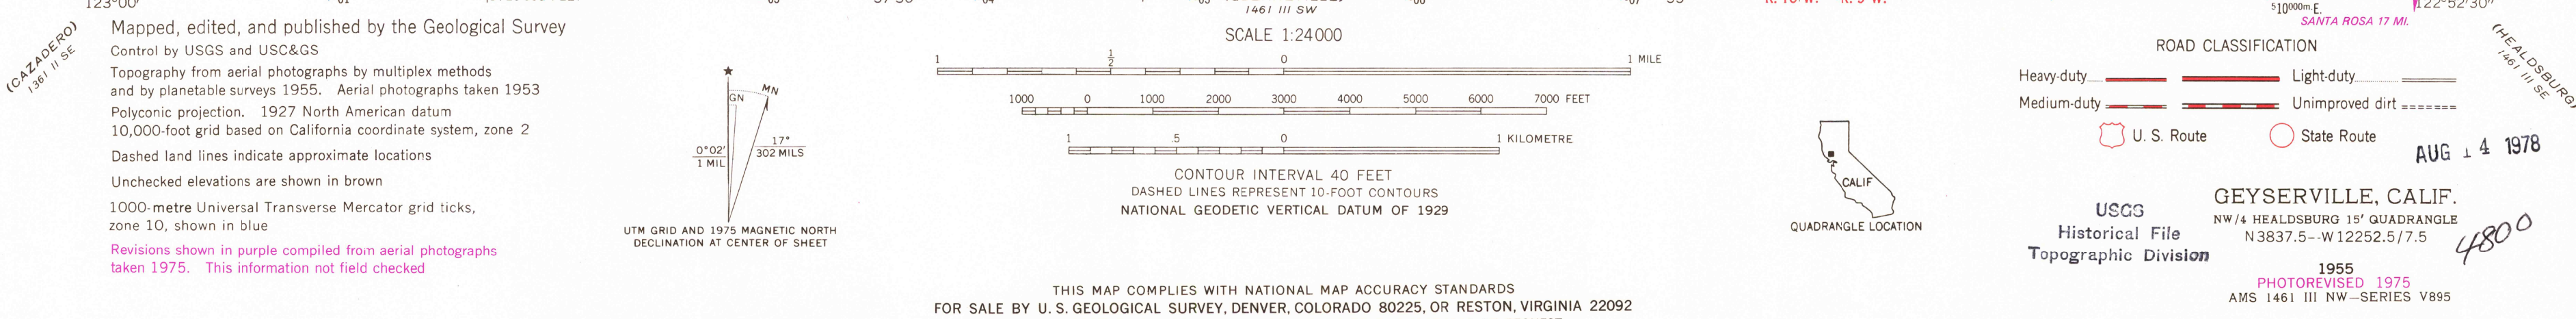 123°00'
1461 III SW
R. 10 W.
R. 9 W.
510000m.E.
122°52'30"
SANTA ROSA 17 MI.
(CAZADERO)
1361 II SE
Mapped, edited, and published by the Geological Survey
Control by USGS and USC&GS
Topography from aerial photographs by multiplex methods
and by planetable surveys 1955. Aerial photographs taken 1953
Polyconic projection. 1927 North American datum
10,000-foot grid based on California coordinate system, zone 2
Dashed land lines indicate approximate locations
Unchecked elevations are shown in brown
1000-metre Universal Transverse Mercator grid ticks,
zone 10, shown in blue
Revisions shown in purple compiled from aerial photographs
taken 1975. This information not field checked
★
GN
MN
0°02'
1 MIL
17°
302 MILS
UTM GRID AND 1975 MAGNETIC NORTH
DECLINATION AT CENTER OF SHEET
SCALE 1:24000
1 ½ 0 1 MILE
1000 0 1000 2000 3000 4000 5000 6000 7000 FEET
1 .5 0 1 KILOMETRE
CONTOUR INTERVAL 40 FEET
DASHED LINES REPRESENT 10-FOOT CONTOURS
NATIONAL GEODETIC VERTICAL DATUM OF 1929
THIS MAP COMPLIES WITH NATIONAL MAP ACCURACY STANDARDS
FOR SALE BY U. S. GEOLOGICAL SURVEY, DENVER, COLORADO 80225, OR RESTON, VIRGINIA 22092
CALIF
QUADRANGLE LOCATION
ROAD CLASSIFICATION
Heavy-duty Light-duty
Medium-duty Unimproved dirt
U. S. Route State Route
(HEALDSBURG)
1461 III SE
AUG 14 1978
USGS
Historical File
Topographic Division
GEYSERVILLE, CALIF.
NW/4 HEALDSBURG 15' QUADRANGLE
N3837.5--W12252.5/7.5
4800
1955
PHOTOREVISED 1975
AMS 1461 III NW—SERIES V895